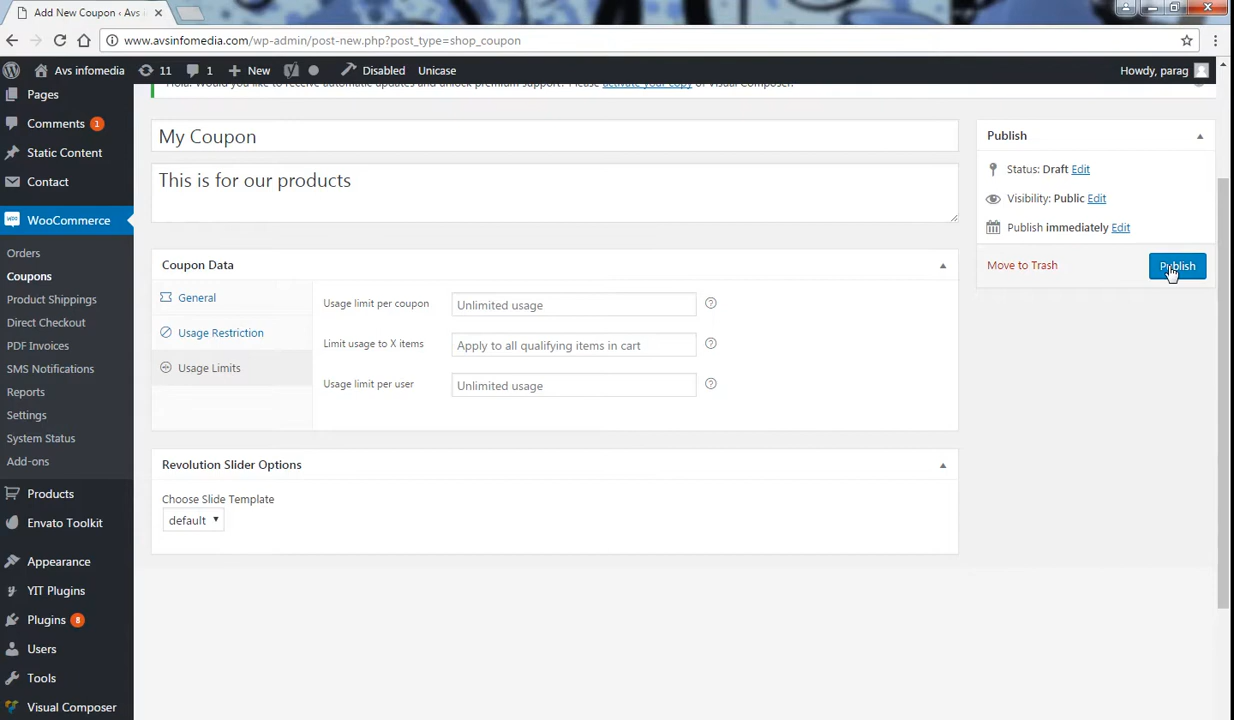 Add New Coupon ‹ Avs
www.avsinfomedia.com/wp-admin/post-new.php?post_type=shop_coupon
Avs infomedia 11 1 New Disabled Unicase Howdy, parag
Pages
Comments 1
Static Content
Contact
WooCommerce
Orders
Coupons
Product Shippings
Direct Checkout
PDF Invoices
SMS Notifications
Reports
Settings
System Status
Add-ons
Products
Envato Toolkit
Appearance
YIT Plugins
Plugins 8
Users
Tools
Visual Composer
Hola! Would you like to receive automatic updates and unlock premium support? Please activate your copy of Visual Composer.
My Coupon
This is for our products
Coupon Data
General
Usage Restriction
Usage Limits
Usage limit per coupon Unlimited usage
Limit usage to X items Apply to all qualifying items in cart
Usage limit per user Unlimited usage
Revolution Slider Options
Choose Slide Template
default
Publish
Status: Draft Edit
Visibility: Public Edit
Publish immediately Edit
Move to Trash Publish